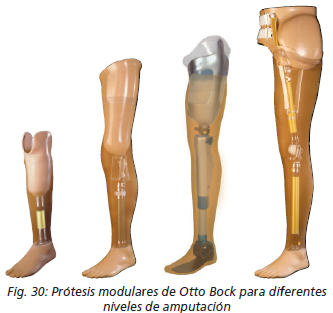 Fig. 30: Prótesis modulares de Otto Bock para diferentes
niveles de amputación